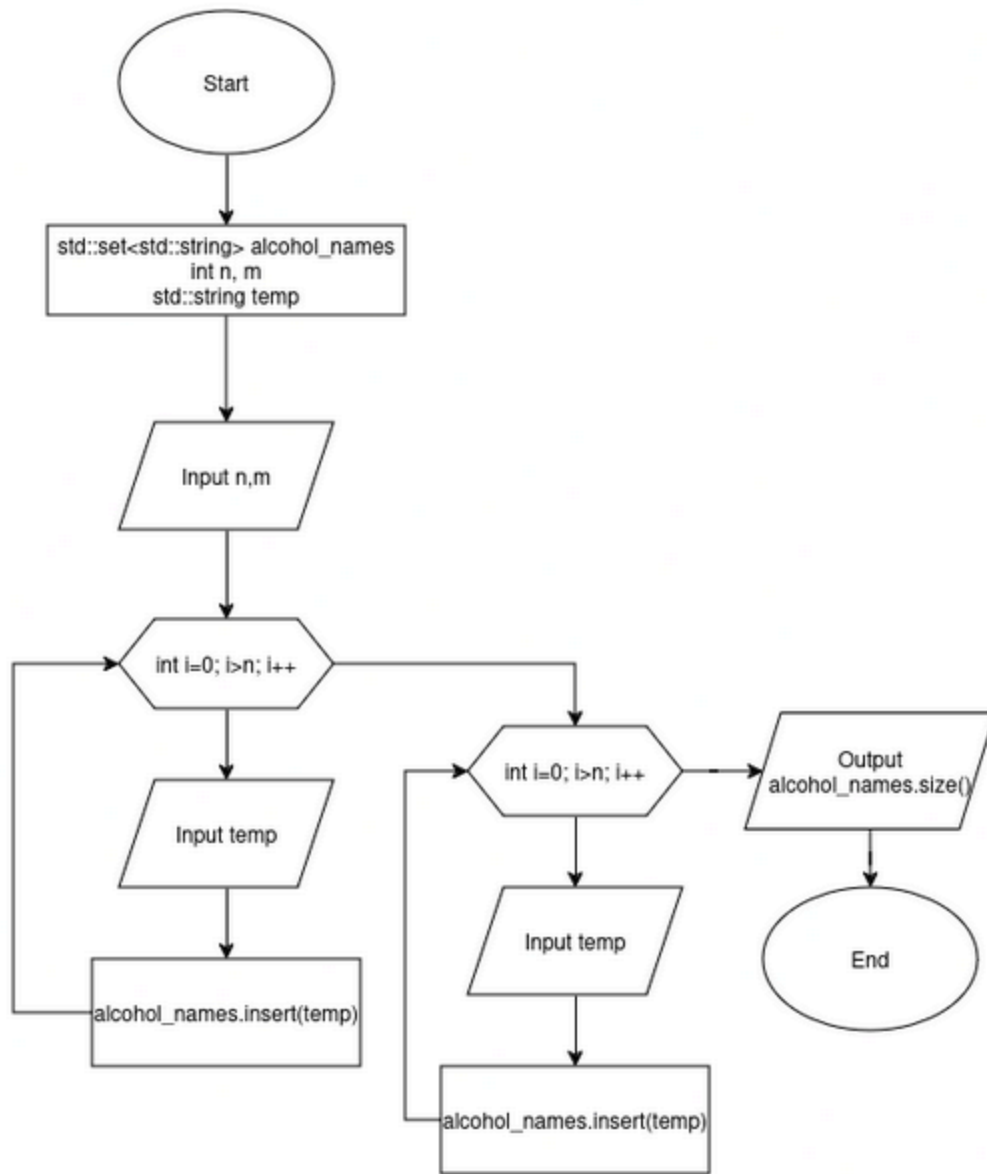 Start
std::set<std::string> alcohol_names
int n, m
std::string temp
Input n,m
int i=0; i>n; i++
Input temp
alcohol_names.insert(temp)
int i=0; i>n; i++
Input temp
alcohol_names.insert(temp)
Output
alcohol_names.size()
End